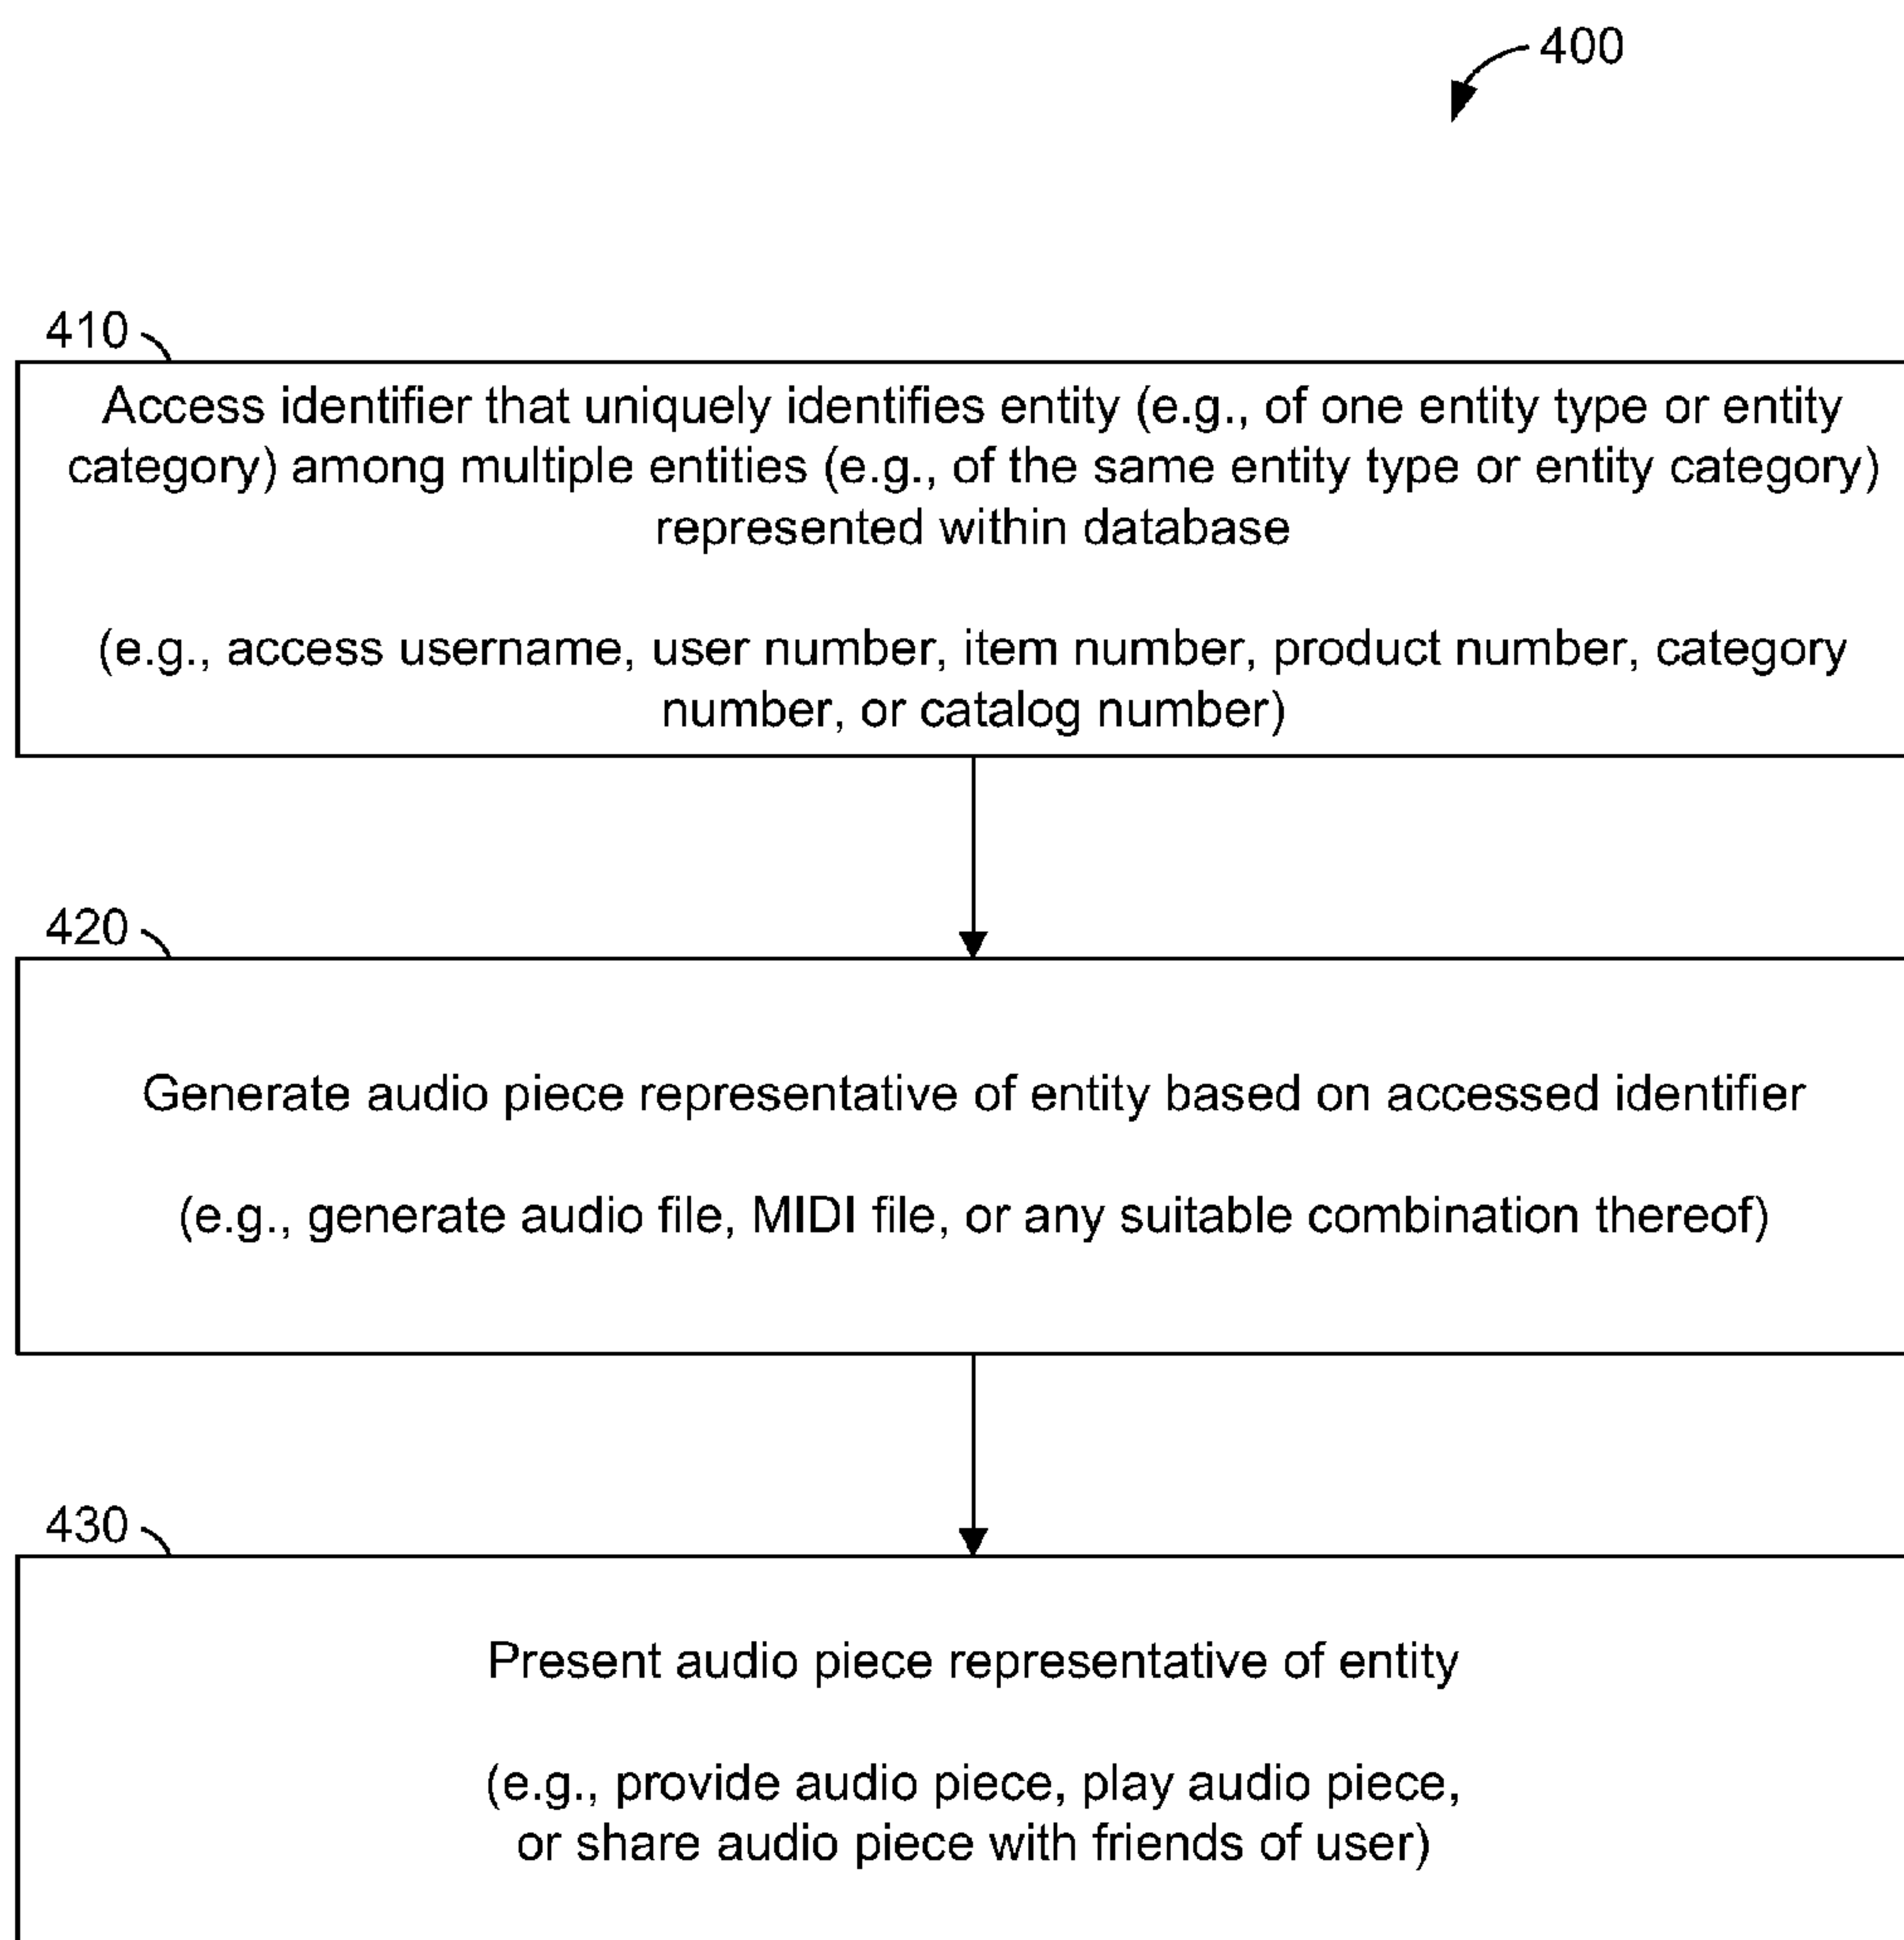 400
410
Access identifier that uniquely identifies entity (e.g., of one entity type or entity
category) among multiple entities (e.g., of the same entity type or entity category)
represented within database
(e.g., access username, user number, item number, product number, category
number, or catalog number)
420
Generate audio piece representative of entity based on accessed identifier
(e.g., generate audio file, MIDI file, or any suitable combination thereof)
430
Present audio piece representative of entity
(e.g., provide audio piece, play audio piece,
or share audio piece with friends of user)